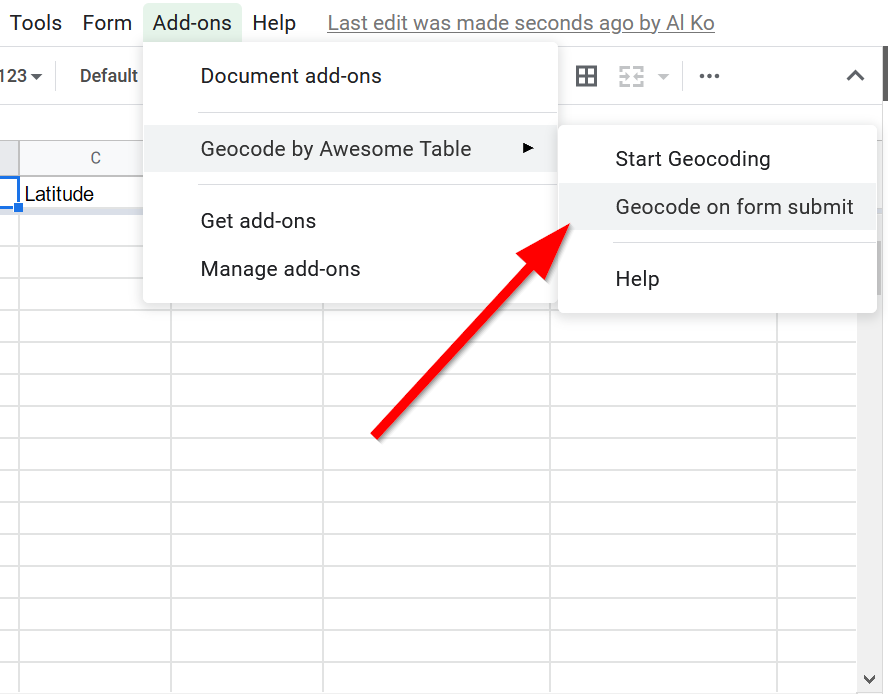 Tools Form Add-ons Help Last edit was made seconds ago by Al Ko
123 Default
Document add-ons
Geocode by Awesome Table
Get add-ons
Manage add-ons
Start Geocoding
Geocode on form submit
Help
C
Latitude